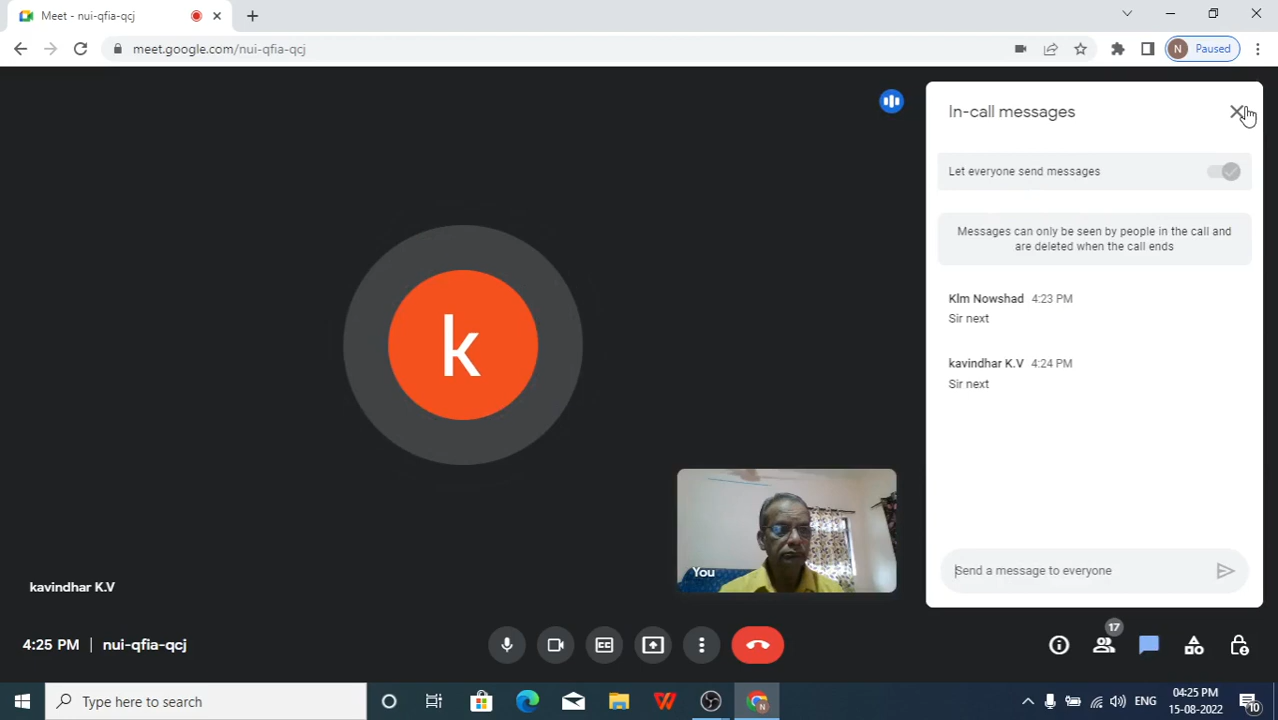 Meet - nui-qfia-qcj
meet.google.com/nui-qfia-qcj
N Paused
In-call messages
Let everyone send messages
Messages can only be seen by people in the call and
are deleted when the call ends
Klm Nowshad 4:23 PM
Sir next
kavindhar K.V 4:24 PM
Sir next
k
You
Send a message to everyone
kavindhar K.V
17
4:25 PM | nui-qfia-qcj
CC
Type here to search
W
N
ENG
04:25 PM
15-08-2022
10